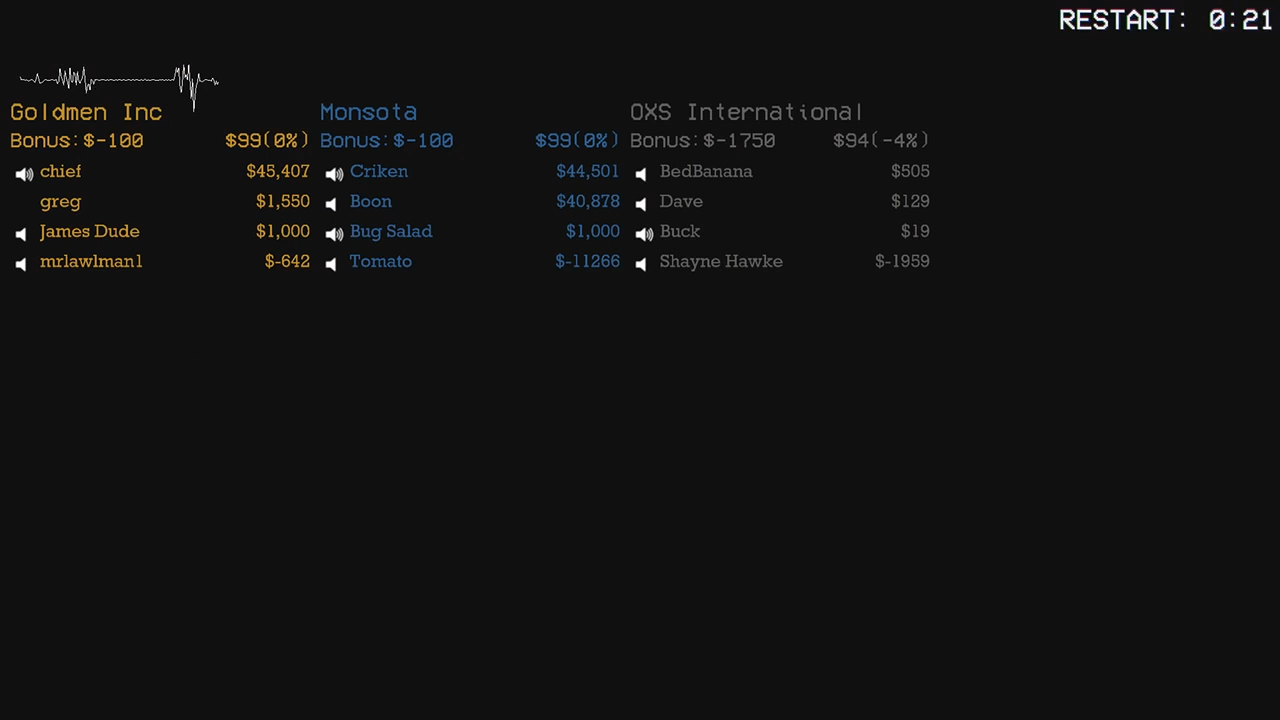 RESTART: 0:21
Goldmen Inc
Bonus:$-100 $99(0%)
chief $45,407
greg $1,550
James Dude $1,000
mrlawlman1 $-642
Monsota
Bonus:$-100 $99(0%)
Criken $44,501
Boon $40,878
Bug Salad $1,000
Tomato $-11266
OXS International
Bonus:$-1750 $94(-4%)
BedBanana $505
Dave $129
Buck $19
Shayne Hawke $-1959